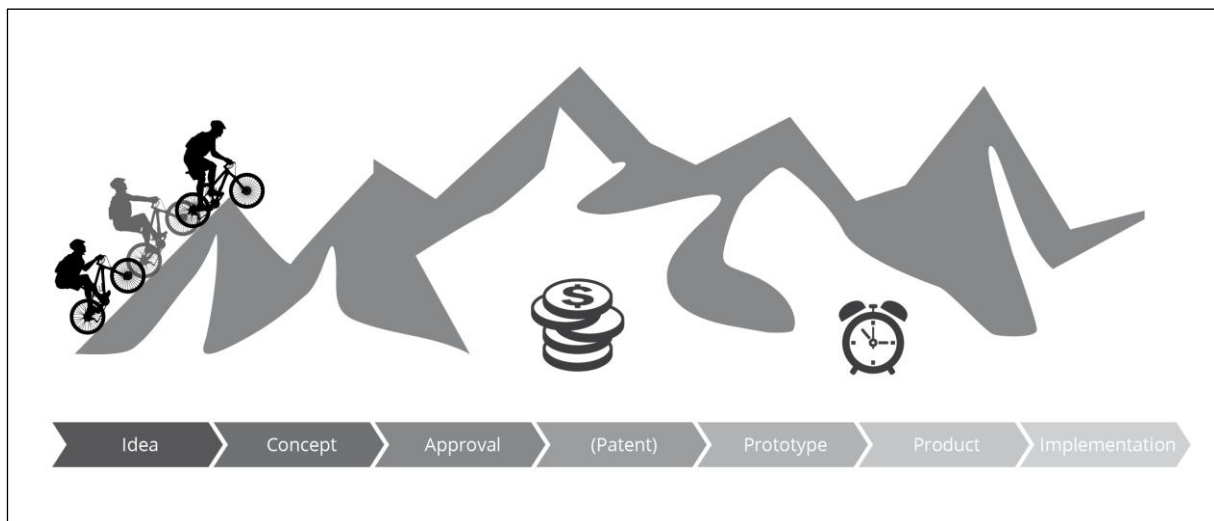 $
Idea
Concept
Approval
(Patent)
Prototype
Product
Implementation